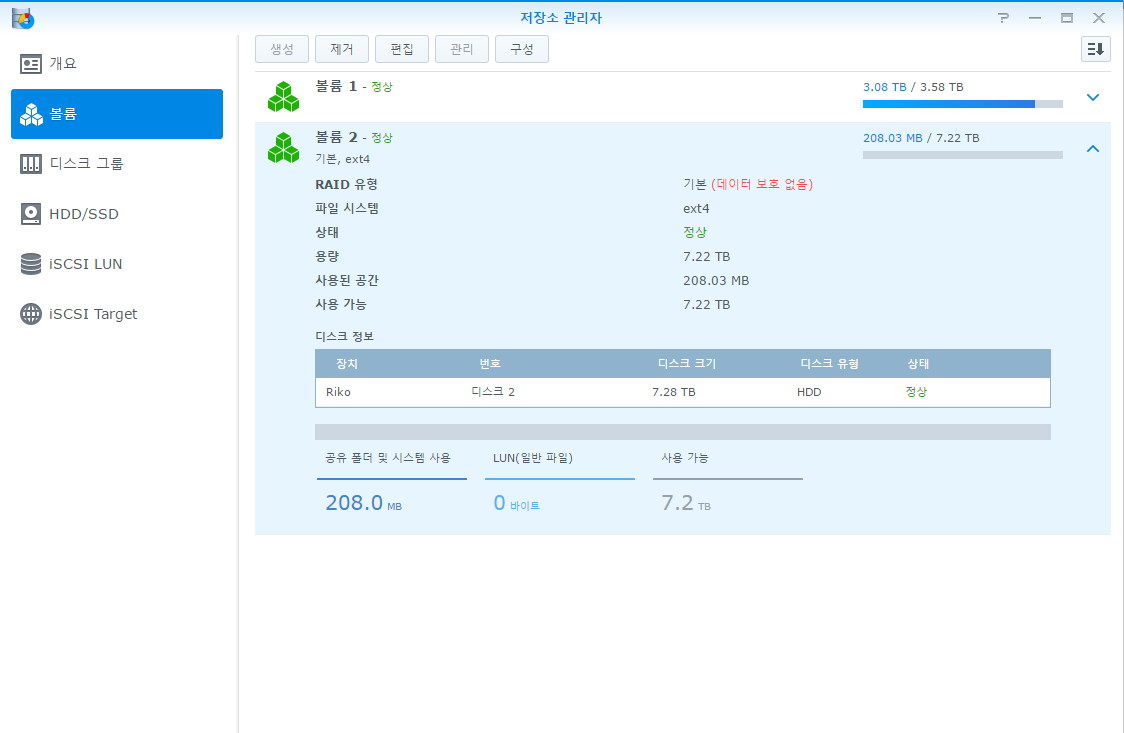 저장소 관리자
개요
볼륨
디스크 그룹
HDD/SSD
iSCSI LUN
iSCSI Target
생성 제거 편집 관리 구성
볼륨 1 - 정상 3.08 TB / 3.58 TB
볼륨 2 - 정상 208.03 MB / 7.22 TB
기본, ext4
RAID 유형 기본 (데이터 보호 없음)
파일 시스템 ext4
상태 정상
용량 7.22 TB
사용된 공간 208.03 MB
사용 가능 7.22 TB
디스크 정보
장치 번호 디스크 크기 디스크 유형 상태
Riko 디스크 2 7.28 TB HDD 정상
공유 폴더 및 시스템 사용 LUN(일반 파일) 사용 가능
208.0 MB 0 바이트 7.2 TB